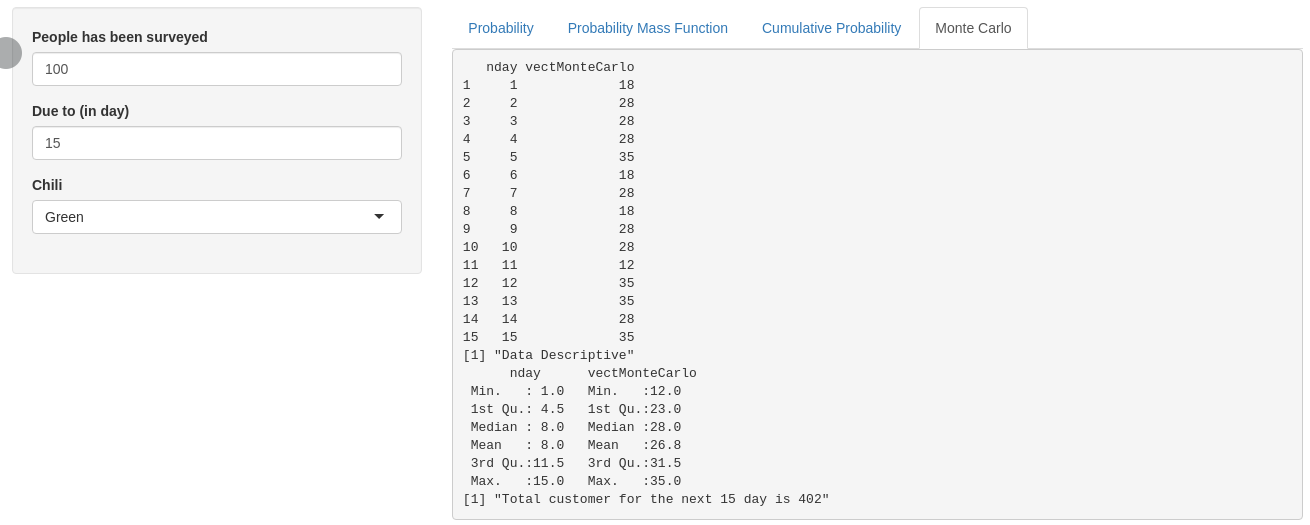 People has been surveyed
100
Due to (in day)
15
Chili
Green
Probability Probability Mass Function Cumulative Probability Monte Carlo
nday vectMonteCarlo
1 1 18
2 2 28
3 3 28
4 4 28
5 5 35
6 6 18
7 7 28
8 8 18
9 9 28
10 10 28
11 11 12
12 12 35
13 13 35
14 14 28
15 15 35
[1] "Data Descriptive"
nday vectMonteCarlo
Min. : 1.0 Min. :12.0
1st Qu.: 4.5 1st Qu.:23.0
Median : 8.0 Median :28.0
Mean : 8.0 Mean :26.8
3rd Qu.:11.5 3rd Qu.:31.5
Max. :15.0 Max. :35.0
[1] "Total customer for the next 15 day is 402"